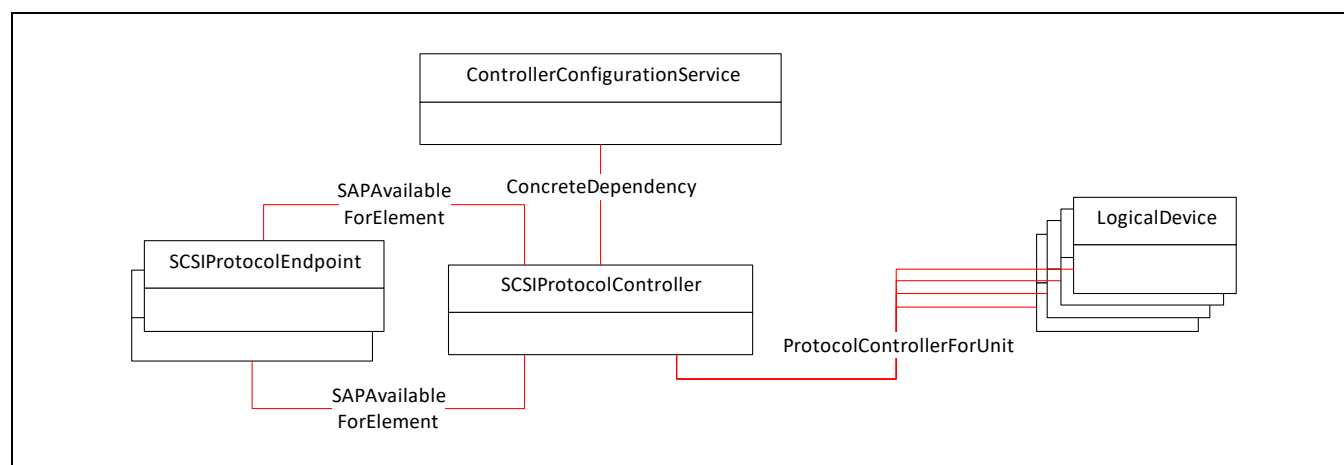 ControllerConfigurationService
ConcreteDependency
SAPAvailable
ForElement
SCSIProtocolEndpoint
SCSIProtocolController
LogicalDevice
ProtocolControllerForUnit
SAPAvailable
ForElement